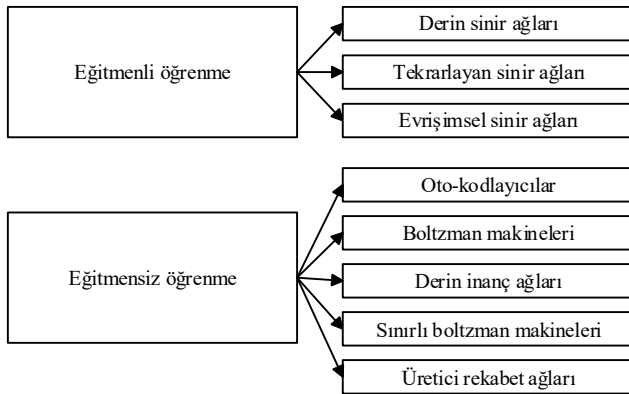 Eğitmenli öğrenme
Derin sinir ağları
Tekrarlayan sinir ağları
Evrişimsel sinir ağları
Eğitmensiz öğrenme
Oto-kodlayıcılar
Boltzman makineleri
Derin inanç ağları
Sınırlı boltzman makineleri
Üretici rekabet ağları